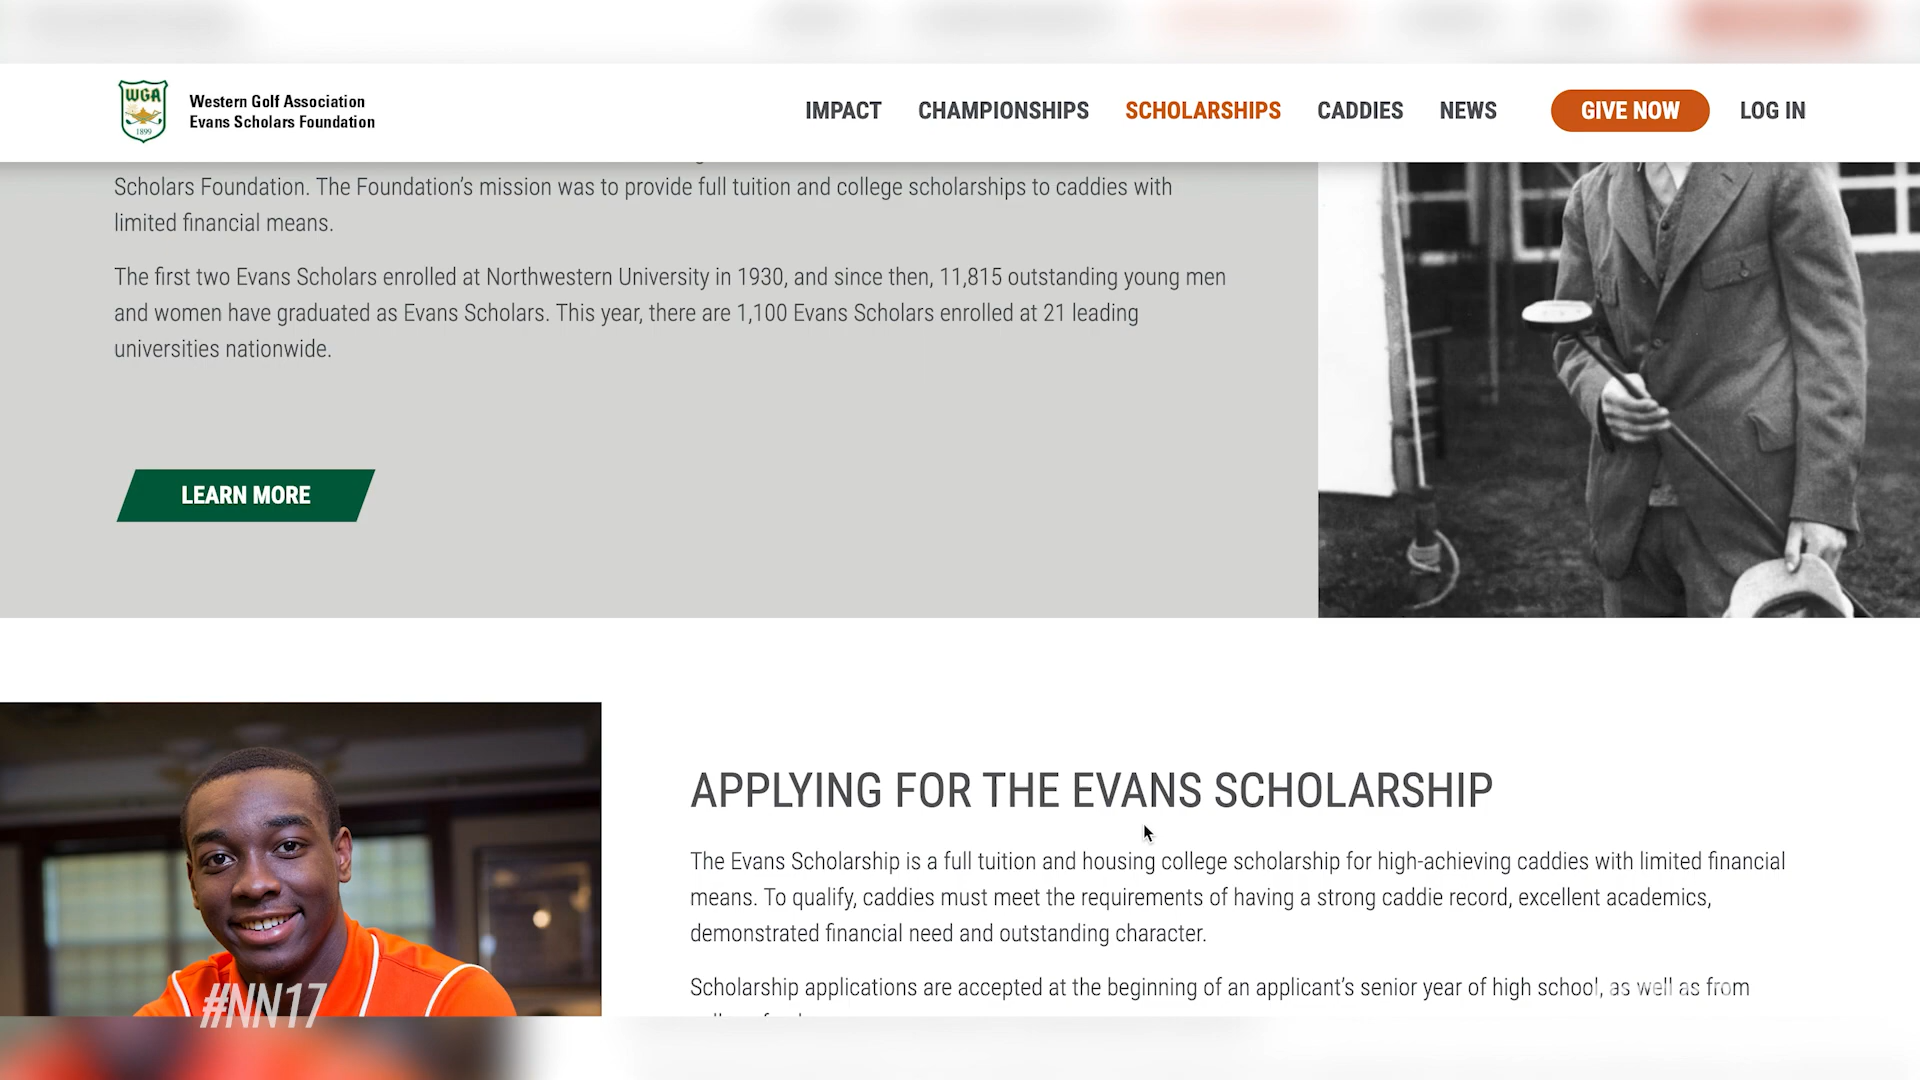 WGA
1899
Western Golf Association
Evans Scholars Foundation
IMPACT CHAMPIONSHIPS SCHOLARSHIPS CADDIES NEWS GIVE NOW LOG IN
Scholars Foundation. The Foundation’s mission was to provide full tuition and college scholarships to caddies with
limited financial means.
The first two Evans Scholars enrolled at Northwestern University in 1930, and since then, 11,815 outstanding young men
and women have graduated as Evans Scholars. This year, there are 1,100 Evans Scholars enrolled at 21 leading
universities nationwide.
LEARN MORE
APPLYING FOR THE EVANS SCHOLARSHIP
The Evans Scholarship is a full tuition and housing college scholarship for high-achieving caddies with limited financial
means. To qualify, caddies must meet the requirements of having a strong caddie record, excellent academics,
demonstrated financial need and outstanding character.
Scholarship applications are accepted at the beginning of an applicant’s senior year of high school, as well as from
#NN17